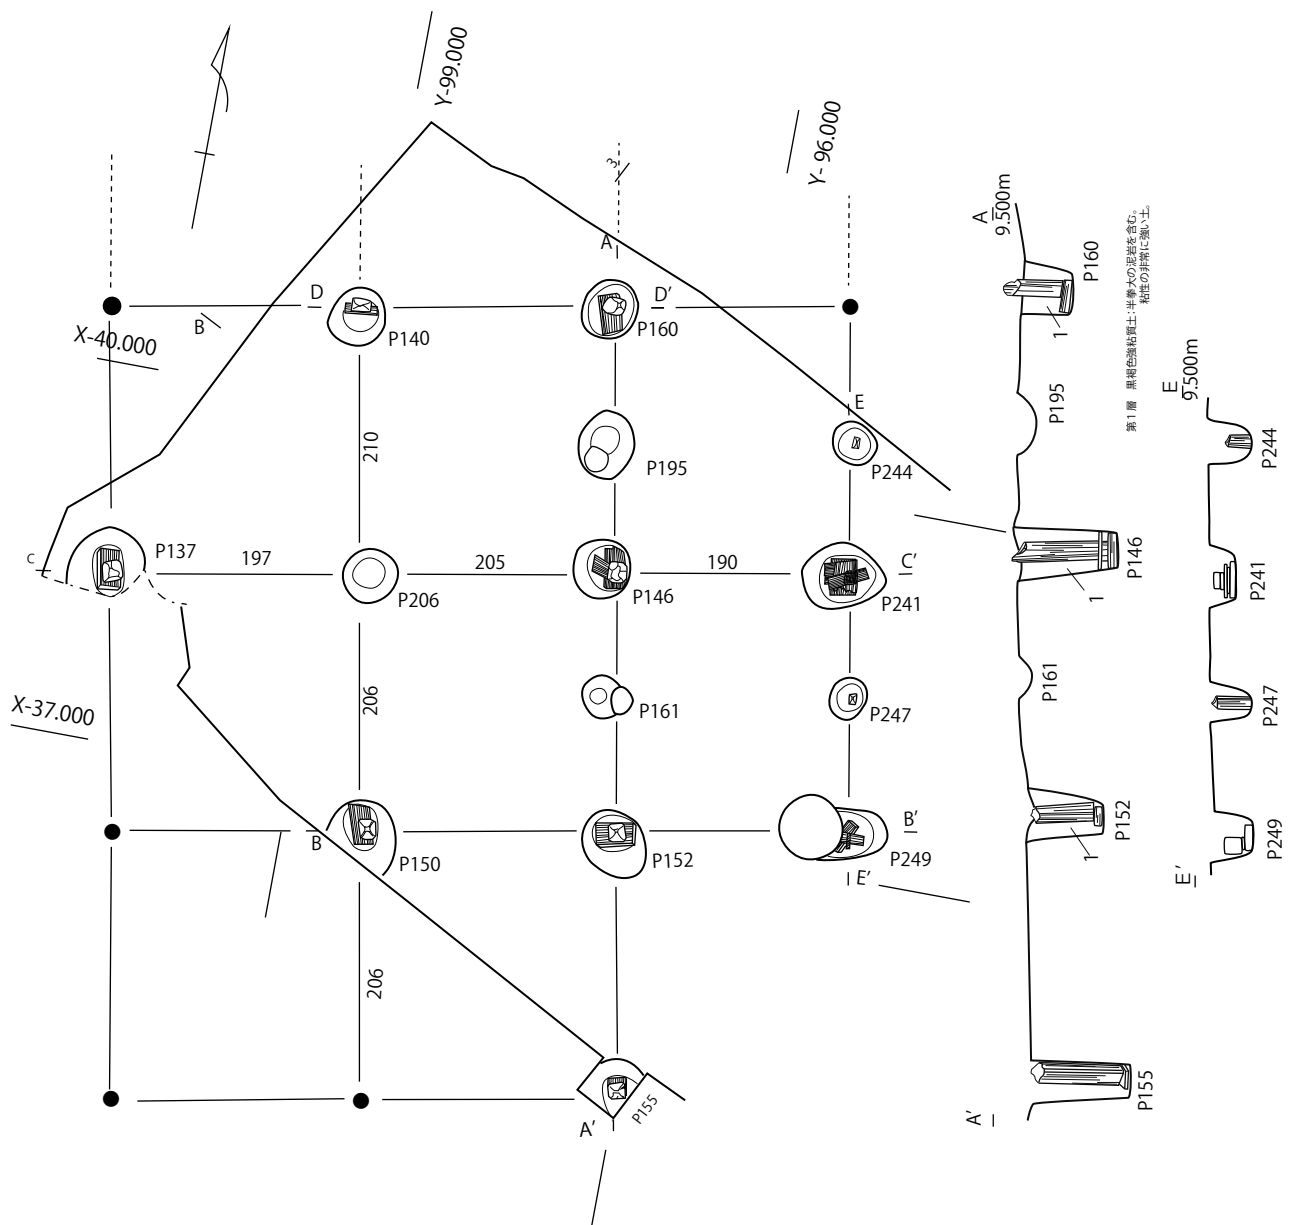 Y-99.000
Y- 96.000
3
A
D
D'
B
X-40.000
P140
P160
E
210
P195
P244
C
P137
197
P206
205
P146
190
C'
P241
206
P161
P247
X-37.000
B
P150
P152
B'
P249
E'
206
A'
P155
A
9.500m
P160
1
P195
P146
1
P161
P152
1
P155
A'
第1層 黒褐色強粘質土:半拳大の泥岩を含む。
粘性の非常に強い土。
E
9.500m
P244
P241
P247
P249
E'